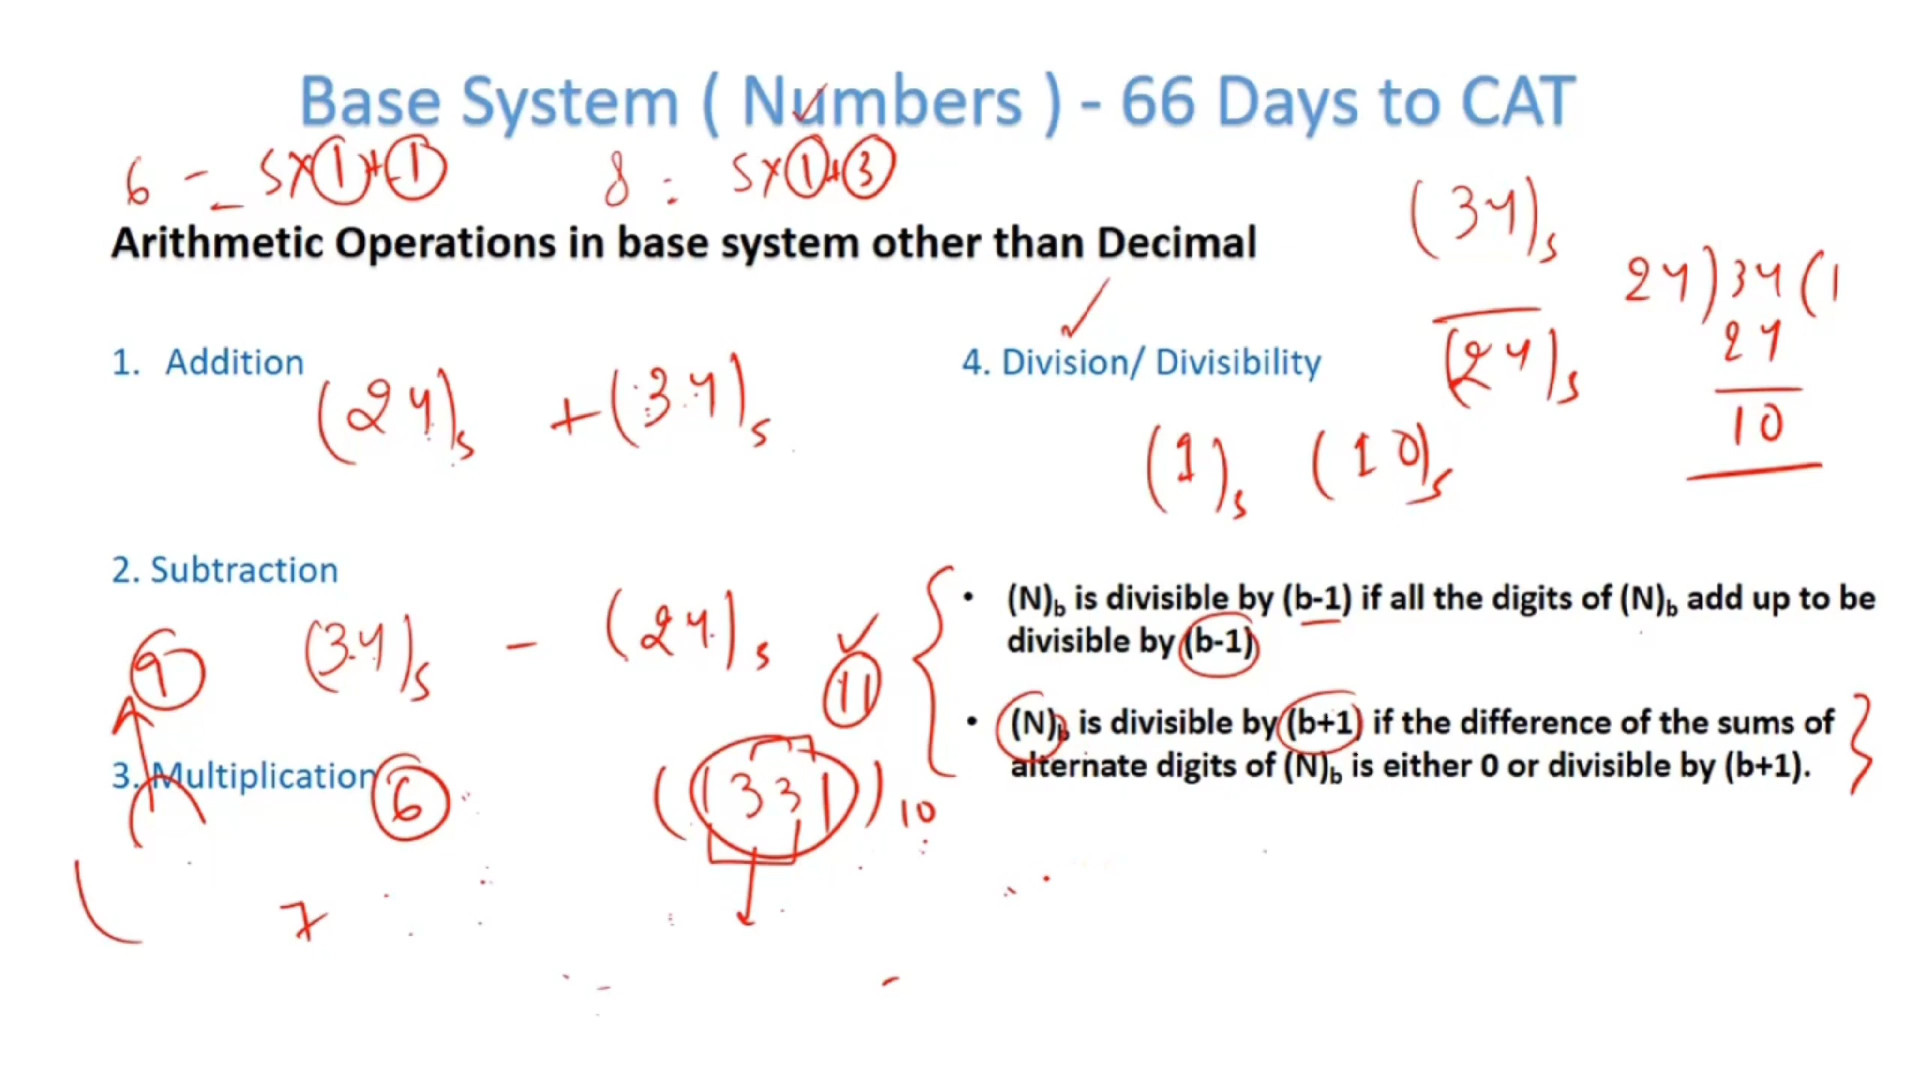 Base System ( Numbers ) - 66 Days to CAT
6 = 5x1+1
8 = 5x1+3
Arithmetic Operations in base system other than Decimal
(34)5
(24)5
24)34(1
24
10
1. Addition
(24)5 + (34)5
4. Division/ Divisibility
(1)5 (10)5
2. Subtraction
(34)5 - (24)5
9
11
• (N)b is divisible by (b-1) if all the digits of (N)b add up to be
divisible by (b-1)
• (N)b is divisible by (b+1) if the difference of the sums of
alternate digits of (N)b is either 0 or divisible by (b+1).
3. Multiplication
6
(1331)10
7